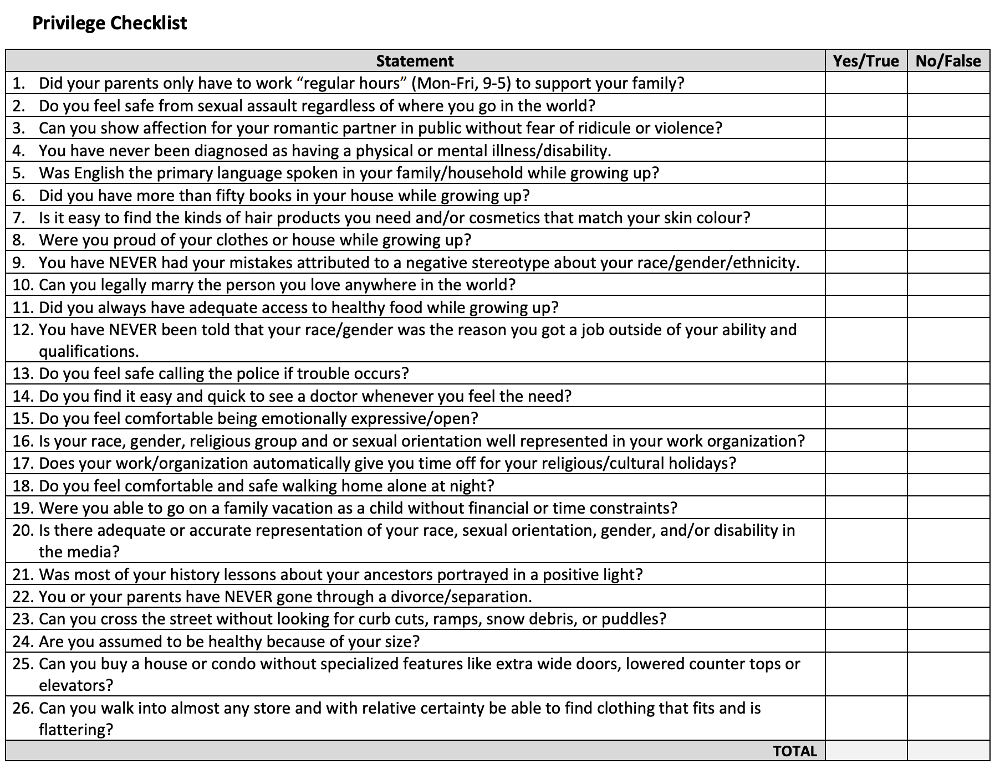 Privilege Checklist
Statement Yes/True No/False
1. Did your parents only have to work “regular hours” (Mon-Fri, 9-5) to support your family?
2. Do you feel safe from sexual assault regardless of where you go in the world?
3. Can you show affection for your romantic partner in public without fear of ridicule or violence?
4. You have never been diagnosed as having a physical or mental illness/disability.
5. Was English the primary language spoken in your family/household while growing up?
6. Did you have more than fifty books in your house while growing up?
7. Is it easy to find the kinds of hair products you need and/or cosmetics that match your skin colour?
8. Were you proud of your clothes or house while growing up?
9. You have NEVER had your mistakes attributed to a negative stereotype about your race/gender/ethnicity.
10. Can you legally marry the person you love anywhere in the world?
11. Did you always have adequate access to healthy food while growing up?
12. You have NEVER been told that your race/gender was the reason you got a job outside of your ability and
qualifications.
13. Do you feel safe calling the police if trouble occurs?
14. Do you find it easy and quick to see a doctor whenever you feel the need?
15. Do you feel comfortable being emotionally expressive/open?
16. Is your race, gender, religious group and or sexual orientation well represented in your work organization?
17. Does your work/organization automatically give you time off for your religious/cultural holidays?
18. Do you feel comfortable and safe walking home alone at night?
19. Were you able to go on a family vacation as a child without financial or time constraints?
20. Is there adequate or accurate representation of your race, sexual orientation, gender, and/or disability in
the media?
21. Was most of your history lessons about your ancestors portrayed in a positive light?
22. You or your parents have NEVER gone through a divorce/separation.
23. Can you cross the street without looking for curb cuts, ramps, snow debris, or puddles?
24. Are you assumed to be healthy because of your size?
25. Can you buy a house or condo without specialized features like extra wide doors, lowered counter tops or
elevators?
26. Can you walk into almost any store and with relative certainty be able to find clothing that fits and is
flattering?
TOTAL